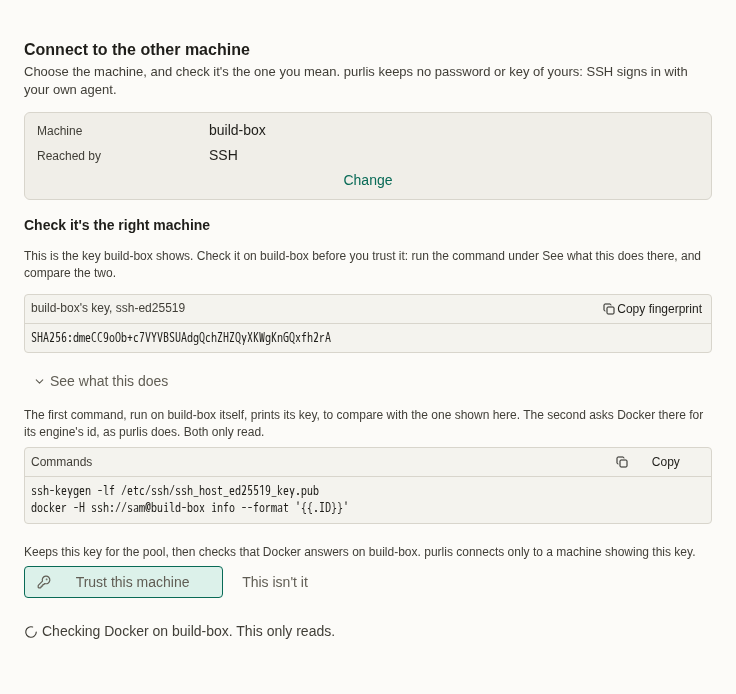 Connect to the other machine
Choose the machine, and check it's the one you mean. purlis keeps no password or key of yours: SSH signs in with
your own agent.
Machine
build-box
Reached by
SSH
Change
Check it's the right machine
This is the key build-box shows. Check it on build-box before you trust it: run the command under See what this does there, and
compare the two.
build-box's key, ssh-ed25519
Copy fingerprint
SHA256:dmeCC9oOb+c7VYVBSUAdgQchZHZQyXKWgKnGQxfh2rA
See what this does
The first command, run on build-box itself, prints its key, to compare with the one shown here. The second asks Docker there for
its engine's id, as purlis does. Both only read.
Commands
Copy
ssh-keygen -lf /etc/ssh/ssh_host_ed25519_key.pub
docker -H ssh://sam@build-box info --format '{{.ID}}'
Keeps this key for the pool, then checks that Docker answers on build-box. purlis connects only to a machine showing this key.
Trust this machine
This isn't it
Checking Docker on build-box. This only reads.